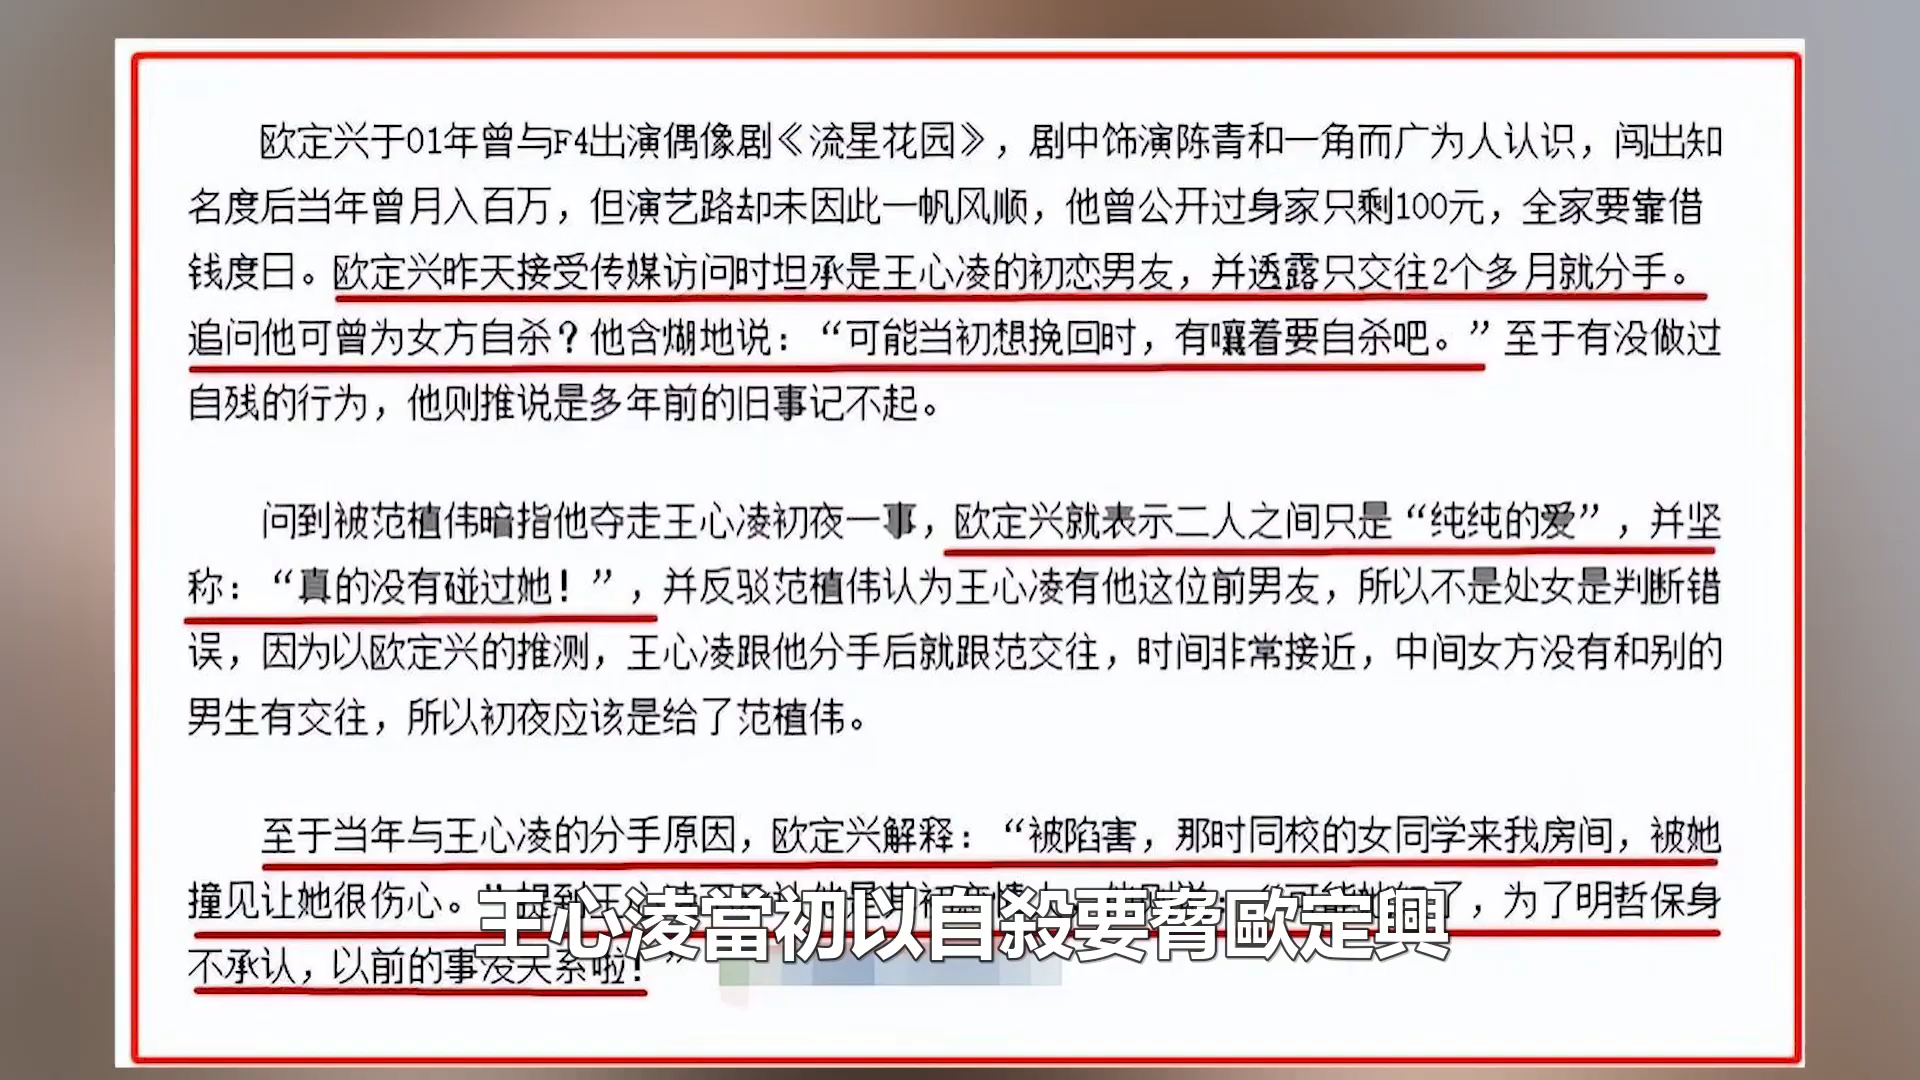 欧定兴于01年曾与F4出演偶像剧《流星花园》，剧中饰演陈青和一角而广为人认识，闯出知
名度后当年曾月入百万，但演艺路却未因此一帆风顺，他曾公开过身家只剩100元，全家要靠借
钱度日。欧定兴昨天接受传媒访问时坦承是王心凌的初恋男友，并透露只交往2个多月就分手。
追问他可曾为女方自杀？他含煳地说：“可能当初想挽回时，有嚷着要自杀吧。”至于有没做过
自残的行为，他则推说是多年前的旧事记不起。
问到被范植伟暗指他夺走王心凌初夜一事，欧定兴就表示二人之间只是“纯纯的爱”，并坚
称：“真的没有碰过她！”，并反驳范植伟认为王心凌有他这位前男友，所以不是处女是判断错
误，因为以欧定兴的推测，王心凌跟他分手后就跟范交往，时间非常接近，中间女方没有和别的
男生有交往，所以初夜应该是给了范植伟。
至于当年与王心凌的分手原因，欧定兴解释：“被陷害，那时同校的女同学来我房间，被她
撞见让她很伤心。”提到王 了，为了明哲保身
王心淩當初以自殺要脅歐定興
不承认，以前的事没关系啦！”